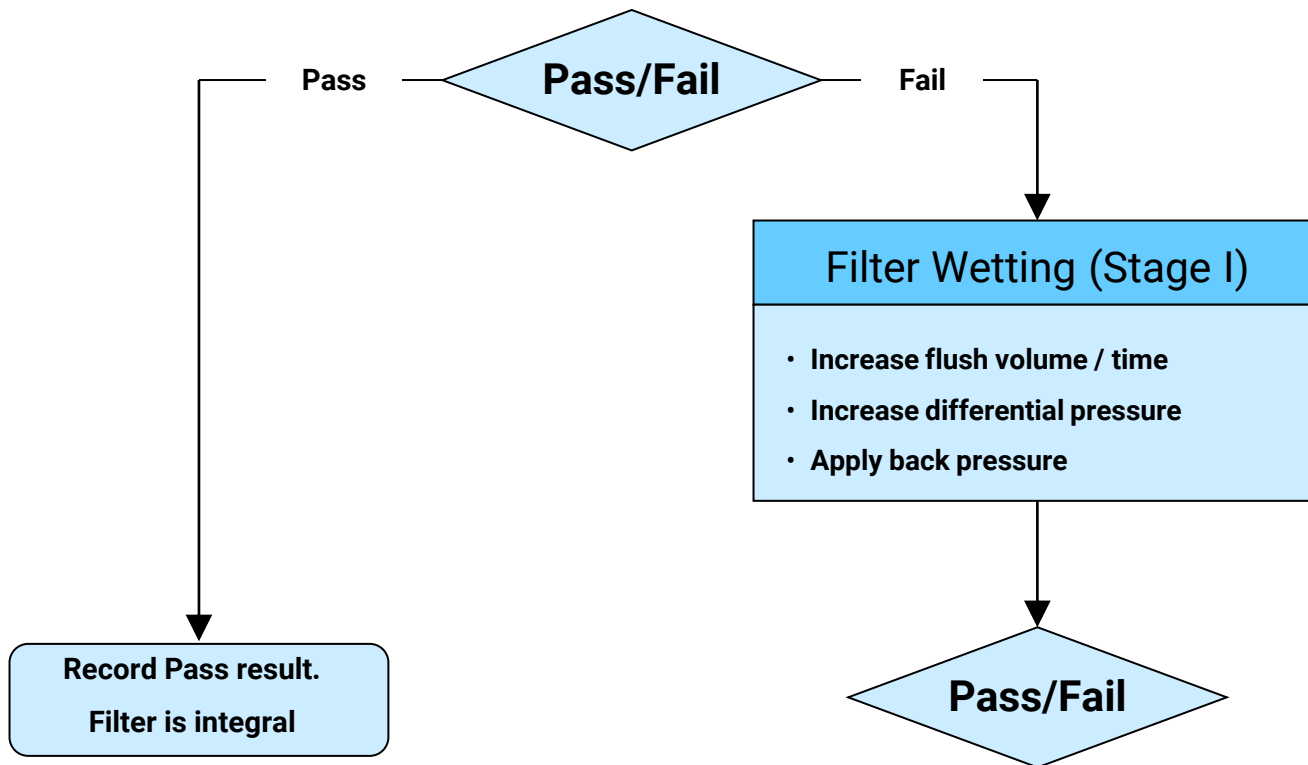 Pass
Pass/Fail
Fail
Filter Wetting (Stage I)
· Increase flush volume / time
· Increase differential pressure
· Apply back pressure
Record Pass result.
Filter is integral
Pass/Fail